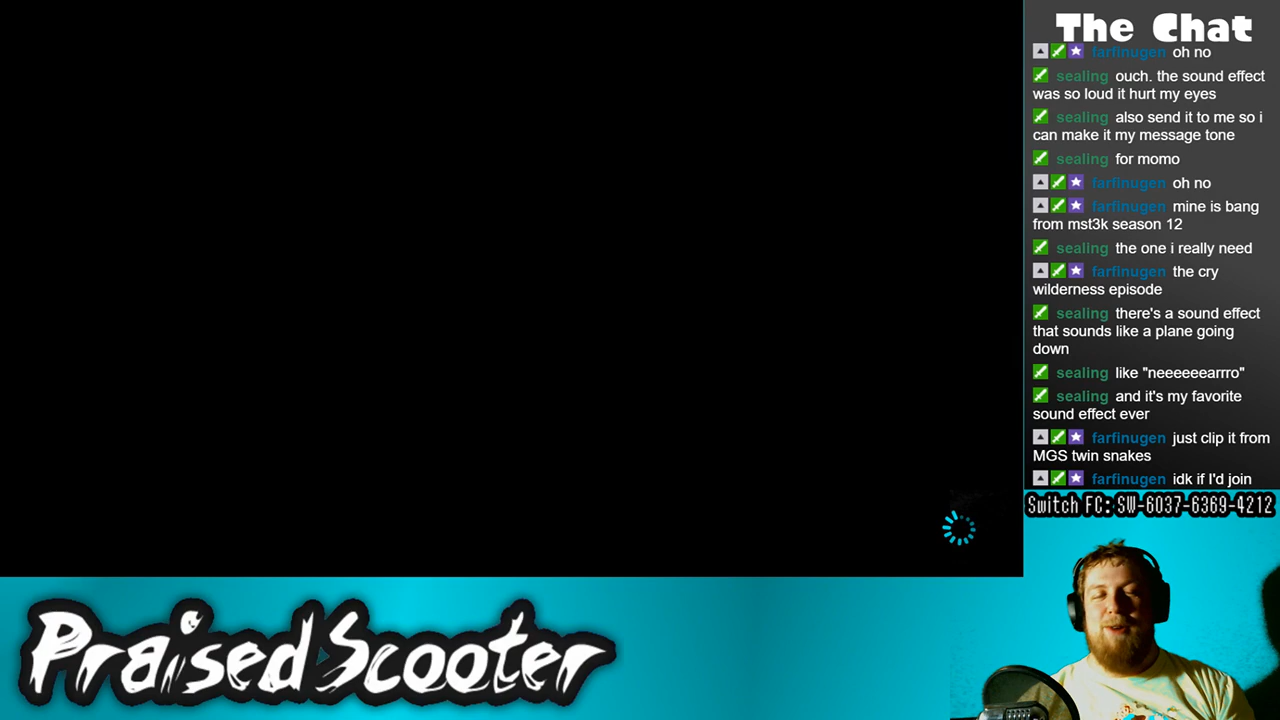 The Chat
farfinugen oh no
sealing ouch. the sound effect
was so loud it hurt my eyes
sealing also send it to me so i
can make it my message tone
sealing for momo
farfinugen oh no
farfinugen mine is bang
from mst3k season 12
sealing the one i really need
farfinugen the cry
wilderness episode
sealing there's a sound effect
that sounds like a plane going
down
sealing like "neeeeeearrro"
sealing and it's my favorite
sound effect ever
farfinugen just clip it from
MGS twin snakes
farfinugen idk if I'd join
Switch FC: SW-6037-6369-4212
PraisedScooter